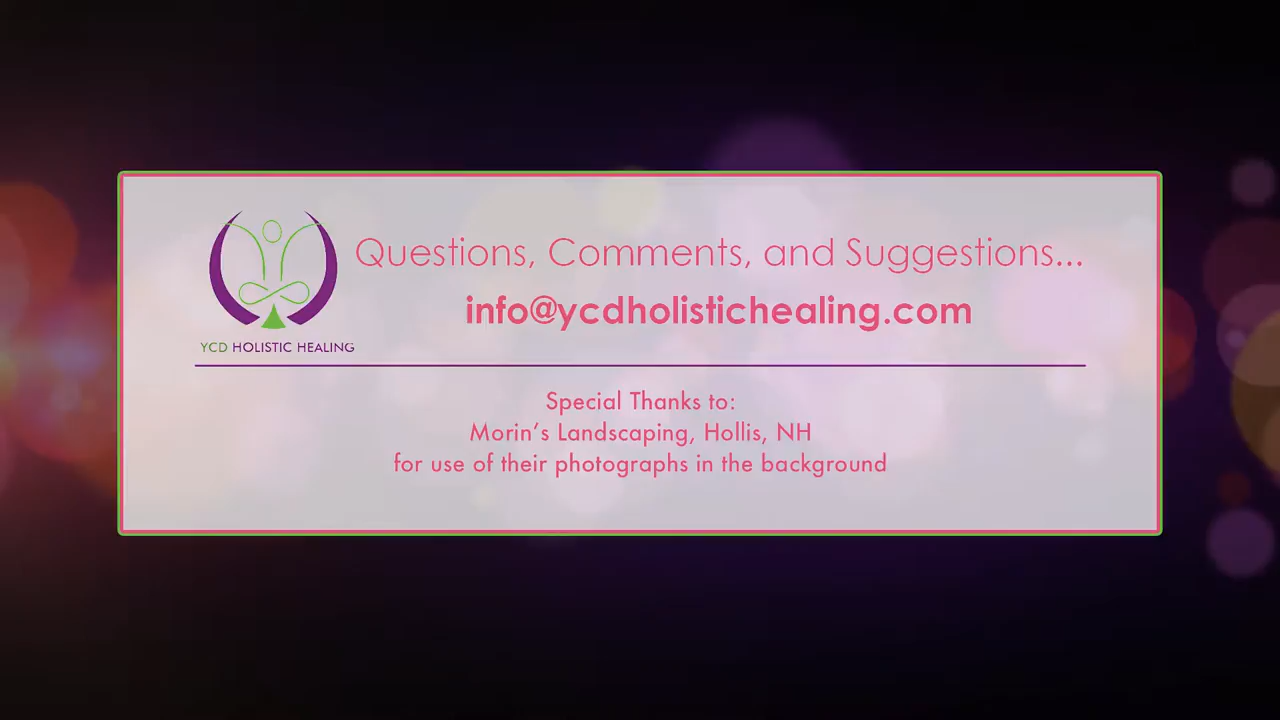 Questions, Comments, and Suggestions...
info@ycdholistichealing.com
YCD HOLISTIC HEALING
Special Thanks to:
Morin's Landscaping, Hollis, NH
for use of their photographs in the background